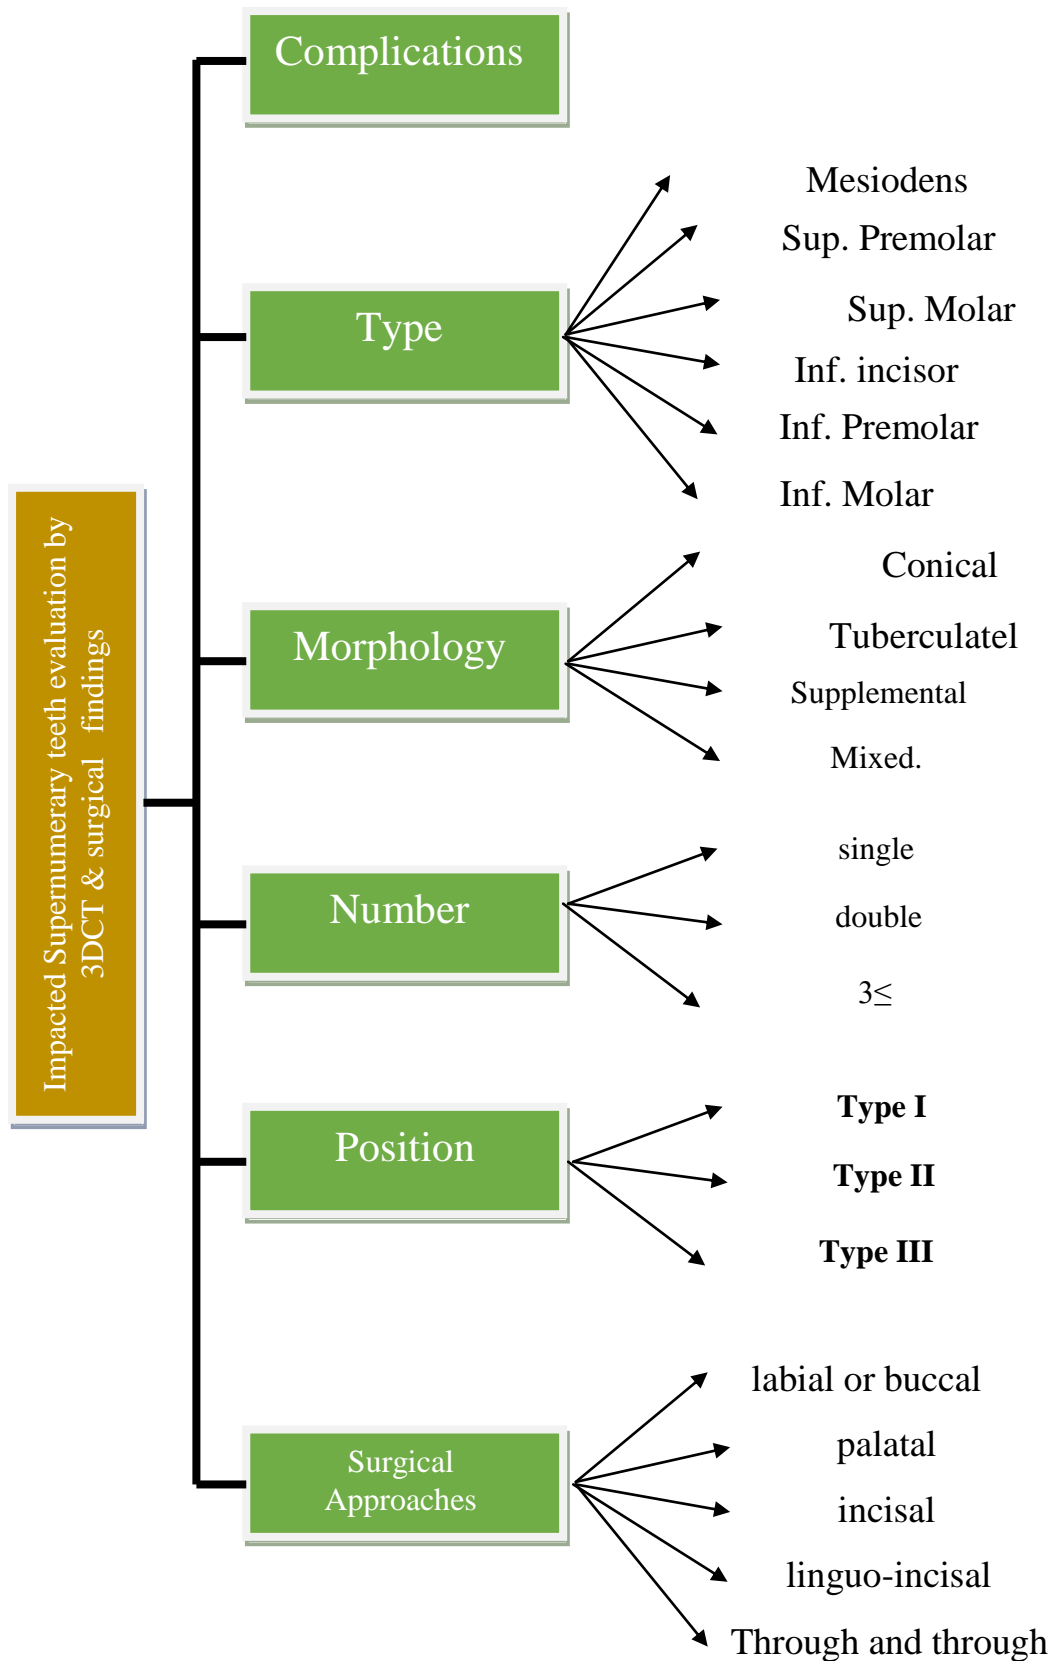 Impacted Supernumerary teeth evaluation by
3DCT & surgical findings
Complications
Type
Mesiodens
Sup. Premolar
Sup. Molar
Inf. incisor
Inf. Premolar
Inf. Molar
Morphology
Conical
Tuberculatel
Supplemental
Mixed.
Number
single
double
3≤
Position
Type I
Type II
Type III
Surgical
Approaches
labial or buccal
palatal
incisal
linguo-incisal
Through and through